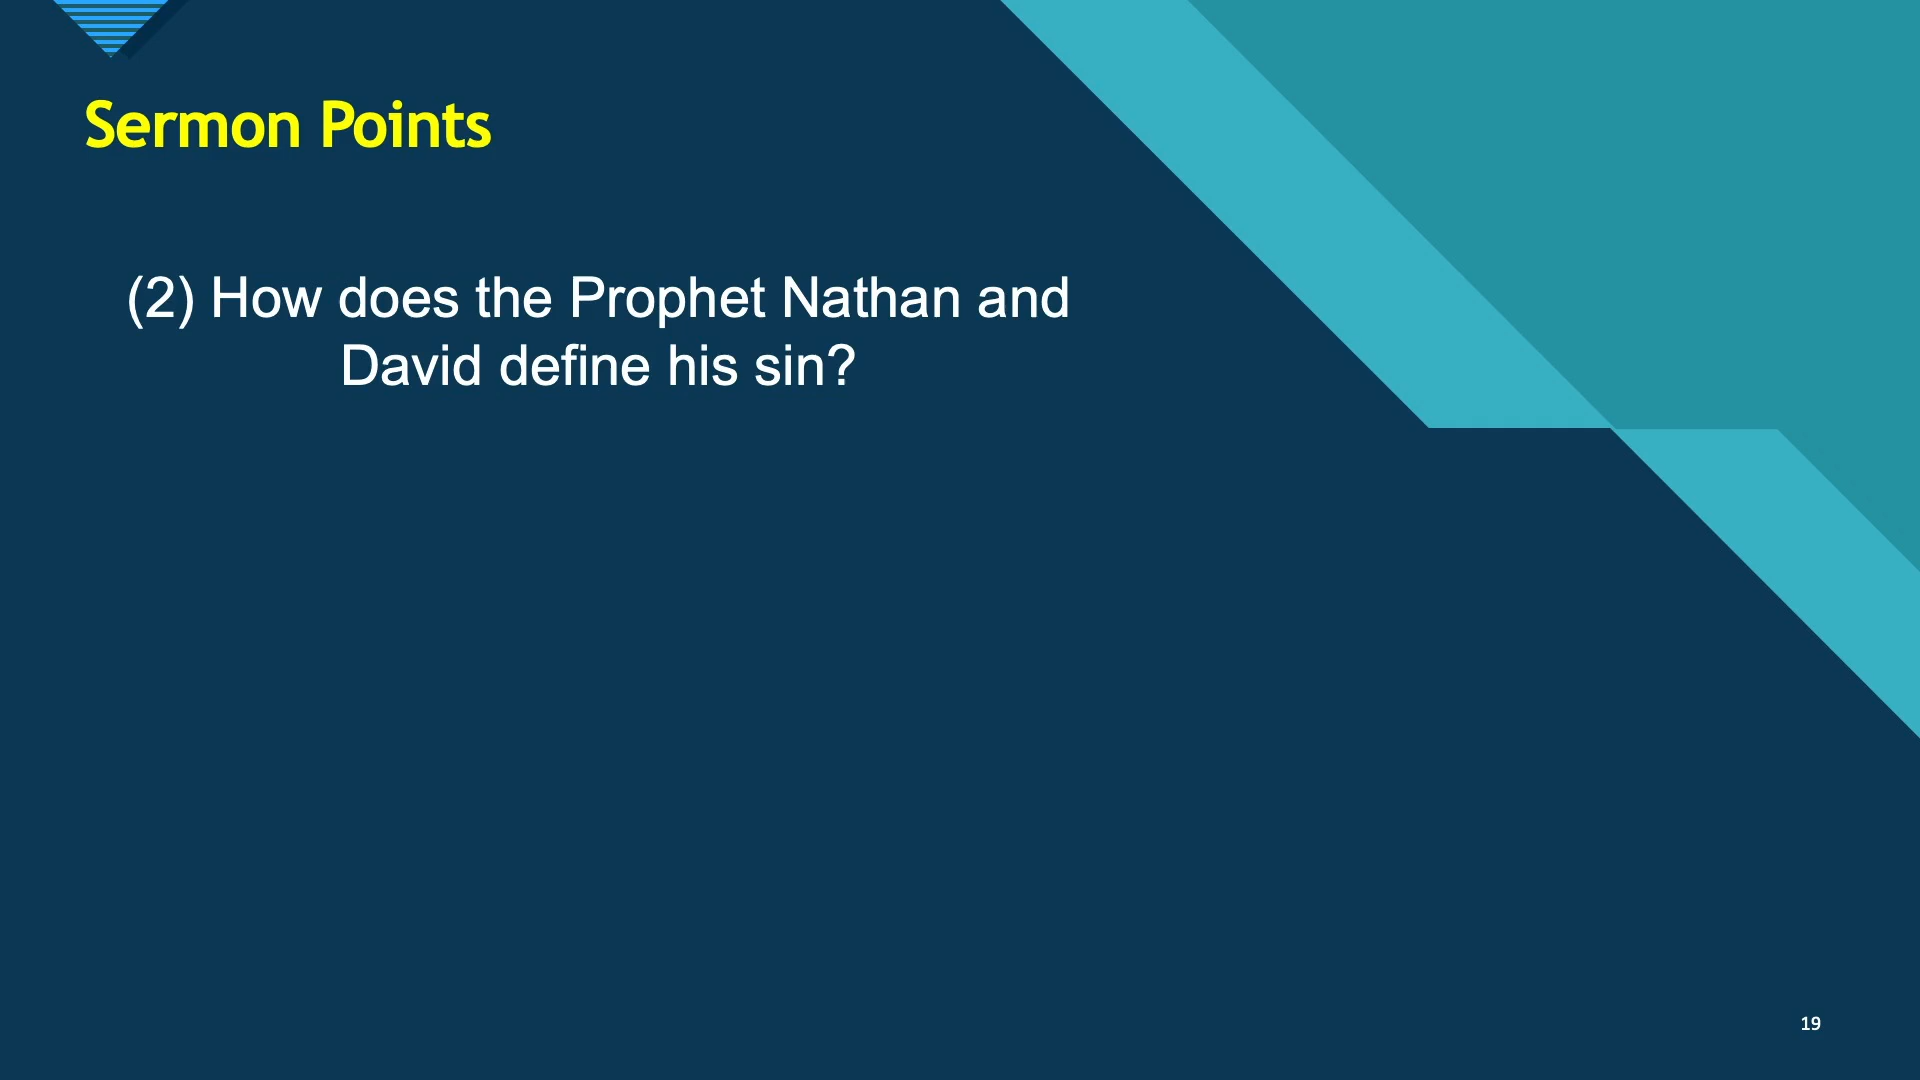 Sermon Points
(2) How does the Prophet Nathan and
David define his sin?
19